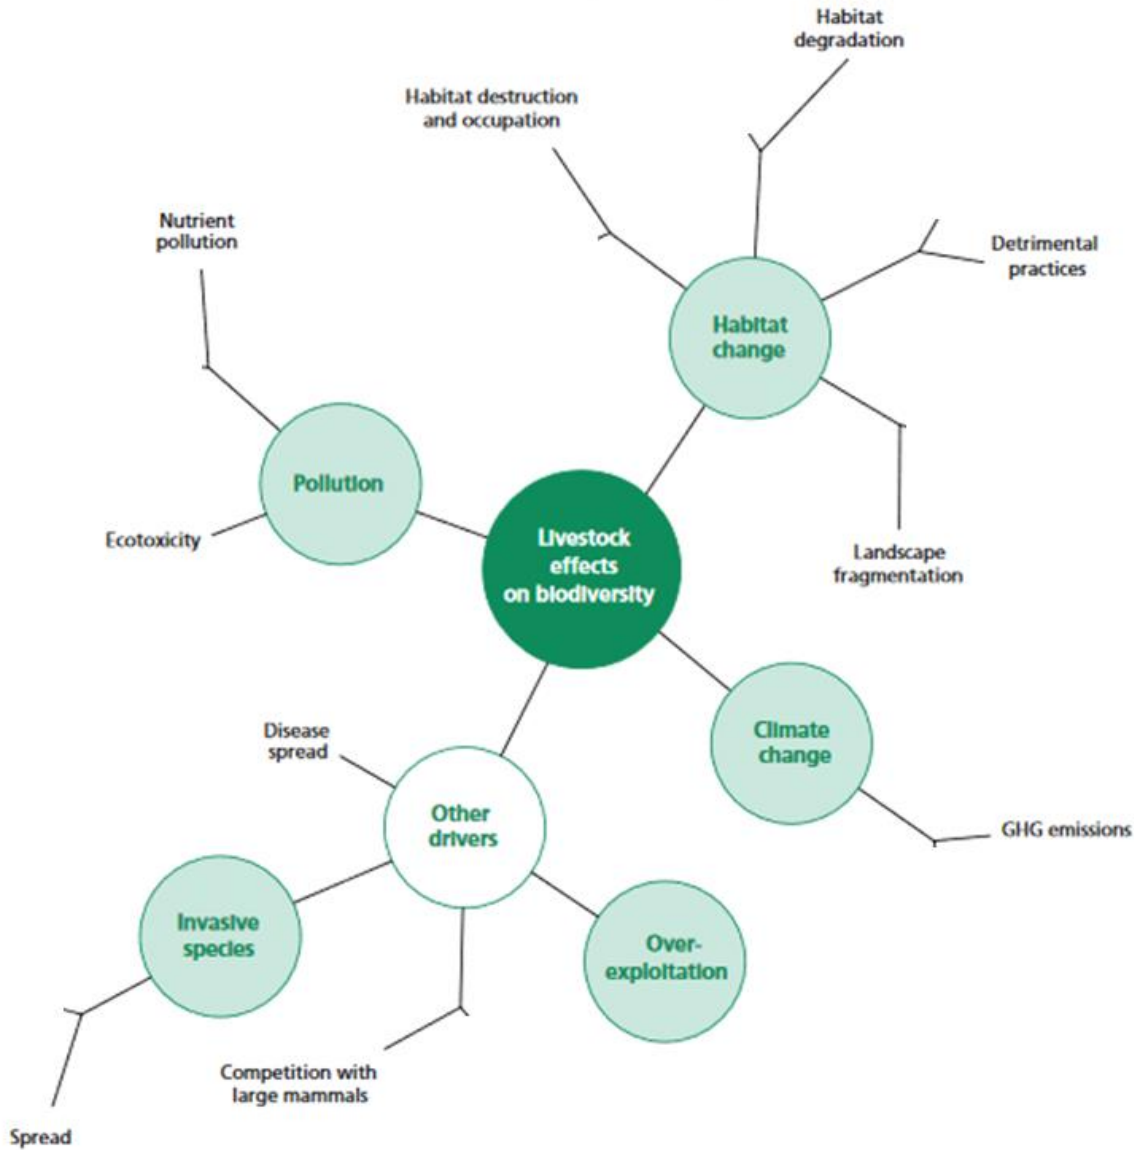 Habitat
degradation
Habitat destruction
and occupation
Nutrient
pollution
Detrimental
practices
Habitat
change
Pollution
Ecotoxicity
Livestock
effects
on biodiversity
Landscape
fragmentation
Disease
spread
Climate
change
Other
drivers
GHG emissions
Invasive
species
Over-
exploitation
Competition with
large mammals
Spread